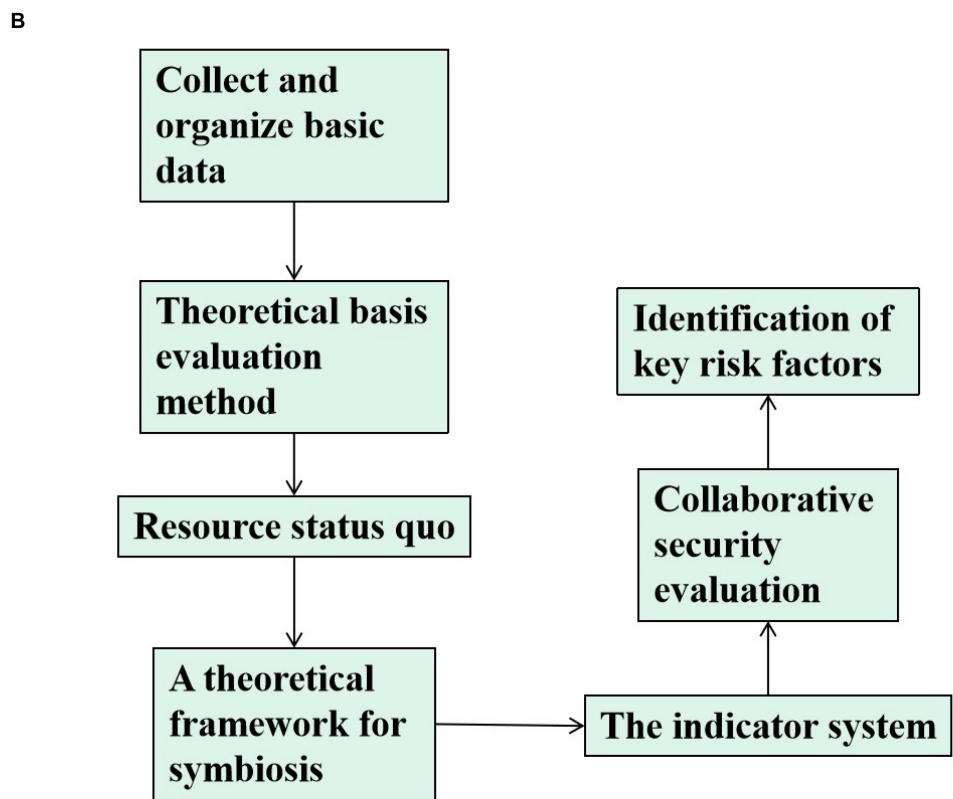 B
Collect and
organize basic
data
Theoretical basis
evaluation
method
Resource status quo
A theoretical
framework for
symbiosis
The indicator system
Collaborative
security
evaluation
Identification of
key risk factors